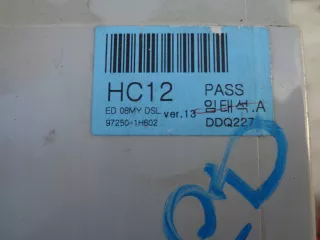 HC12 PASS
ED 08MY DSL ver.13 임태석.A
97250-1H602 DDQ227